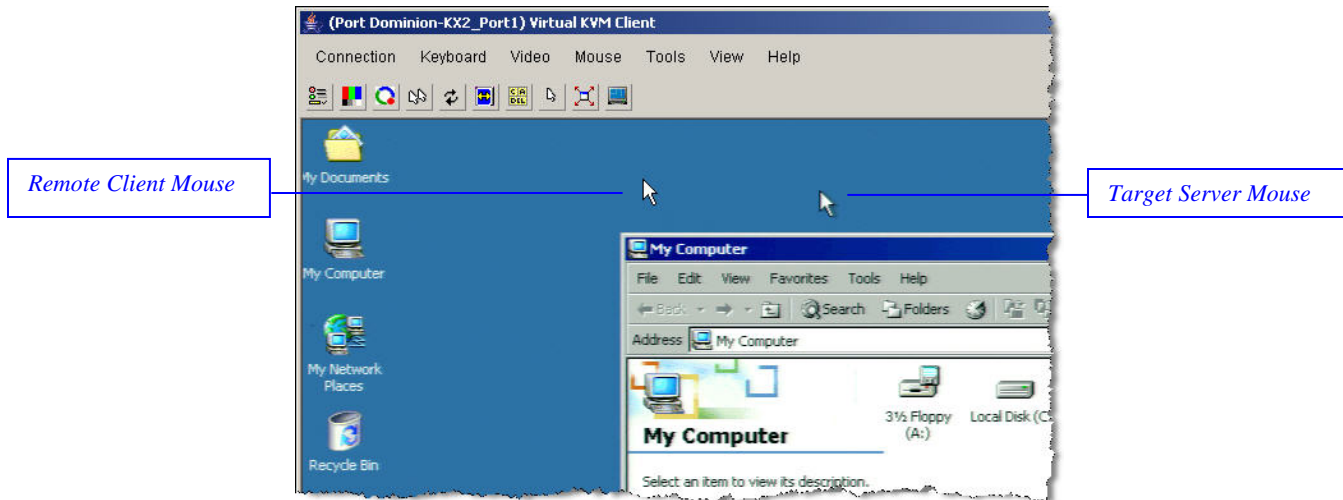 (Port Dominion-KX2_Port1) Virtual KVM Client
Connection Keyboard Video Mouse Tools View Help
C A DEL
My Documents
Remote Client Mouse
Target Server Mouse
My Computer
My Computer
File Edit View Favorites Tools Help
Back Search Folders
Address My Computer
My Network
Places
3½ Floppy
(A:)
Local Disk (C
My Computer
Recycle Bin
Select an item to view its description.